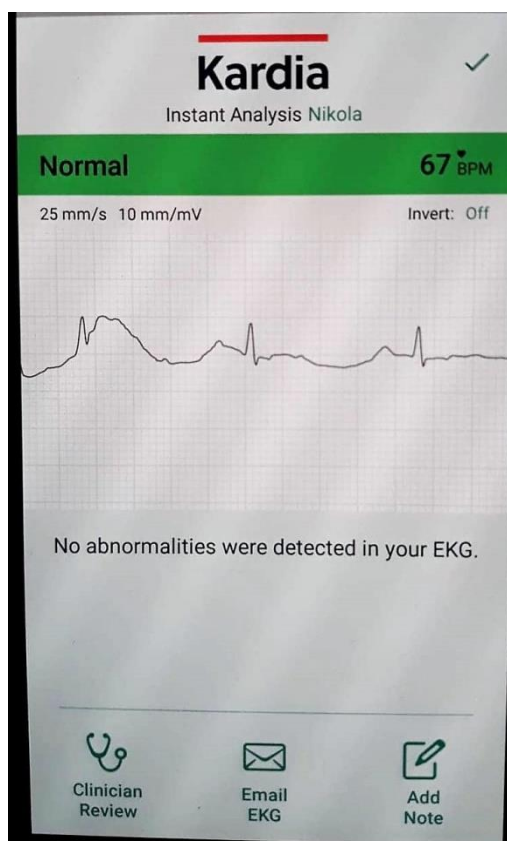 Kardia
Instant Analysis Nikola
Normal 67 BPM
25 mm/s 10 mm/mV Invert: Off
No abnormalities were detected in your EKG.
Clinician Review
Email EKG
Add Note